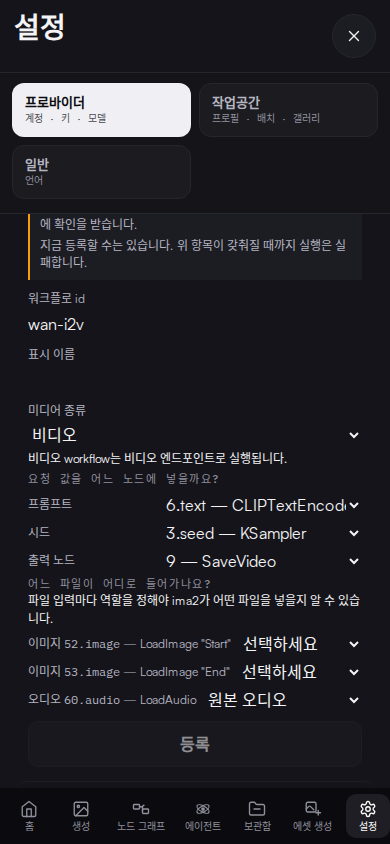 설정
프로바이더
계정 · 키 · 모델
작업공간
프로필 · 배치 · 갤러리
일반
언어
에 확인을 받습니다.
지금 등록할 수는 있습니다. 위 항목이 갖춰질 때까지 실행은 실
패합니다.
워크플로 id
wan-i2v
표시 이름
미디어 종류
비디오
비디오 workflow는 비디오 엔드포인트로 실행됩니다.
요청 값을 어느 노드에 넣을까요?
프롬프트 6.text — CLIPTextEncode
시드 3.seed — KSampler
출력 노드 9 — SaveVideo
어느 파일이 어디로 들어가나요?
파일 입력마다 역할을 정해야 ima2가 어떤 파일을 넣을지 알 수 있습
니다.
이미지 52.image — LoadImage "Start" 선택하세요
이미지 53.image — LoadImage "End" 선택하세요
오디오 60.audio — LoadAudio 원본 오디오
등록
홈 생성 노드 그래프 에이전트 보관함 에셋 생성 설정